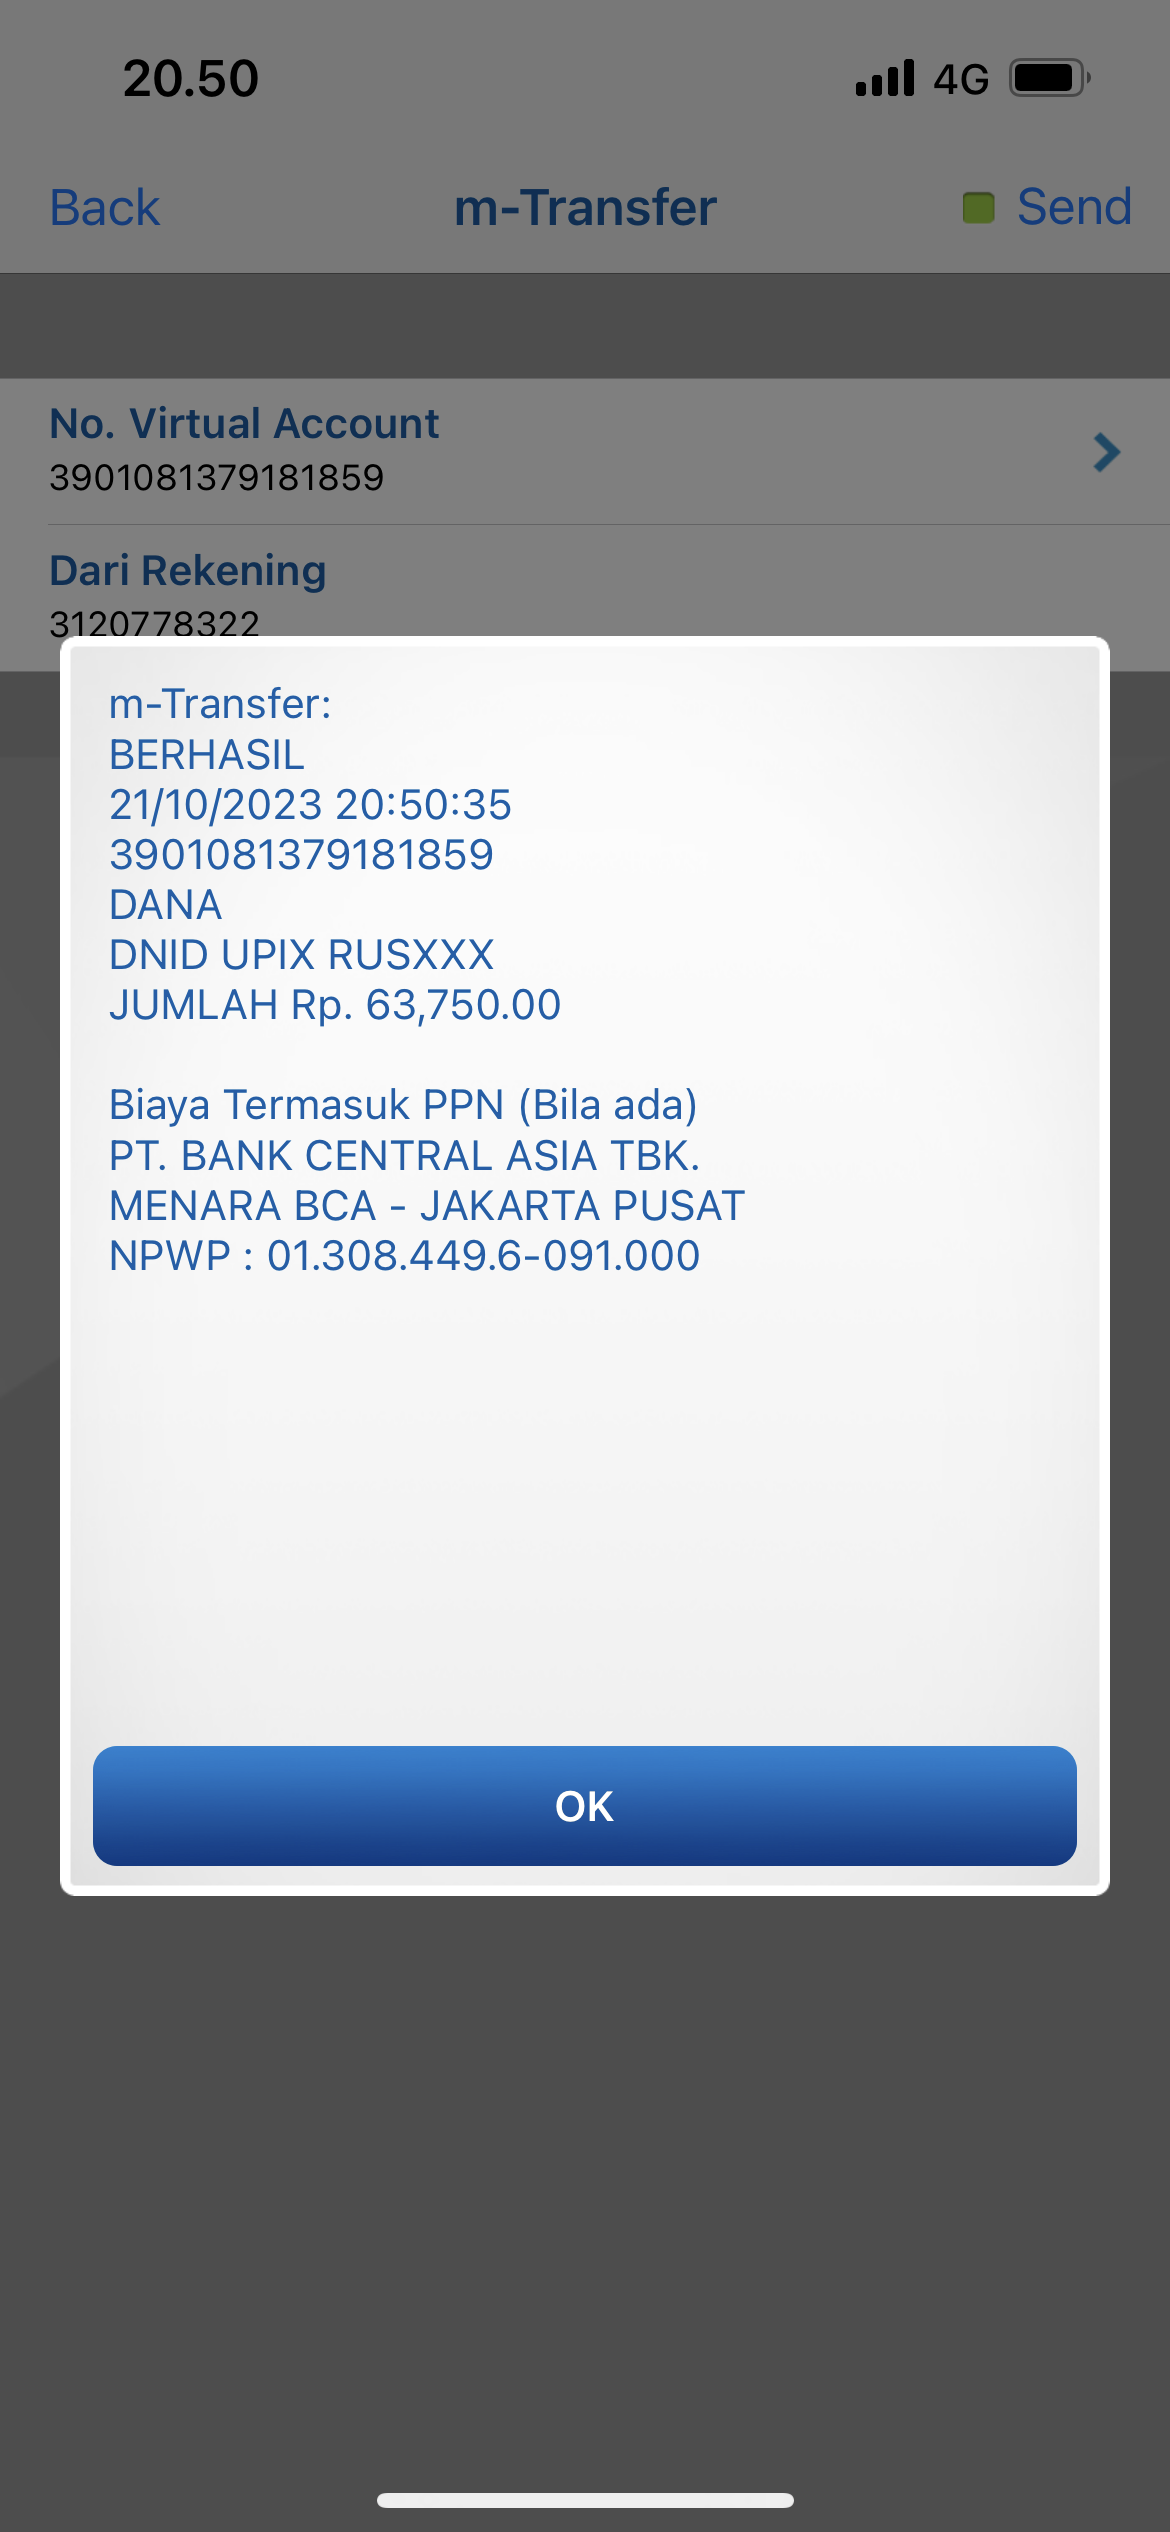 20.50
4G
Back
m-Transfer
Send
No. Virtual Account
3901081379181859
Dari Rekening
3120778322
m-Transfer:
BERHASIL
21/10/2023 20:50:35
3901081379181859
DANA
DNID UPIX RUSXXX
JUMLAH Rp. 63,750.00
Biaya Termasuk PPN (Bila ada)
PT. BANK CENTRAL ASIA TBK.
MENARA BCA - JAKARTA PUSAT
NPWP : 01.308.449.6-091.000
OK